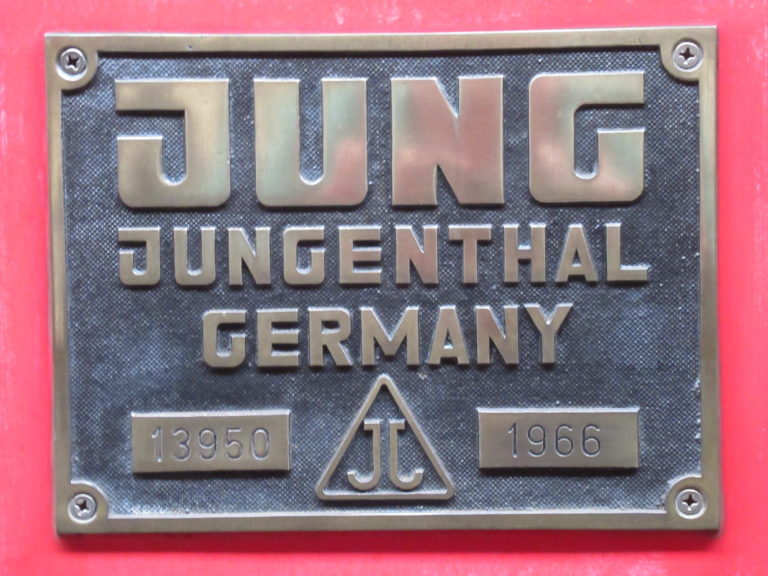 JUNG
JUNGENTHAL
GERMANY
13950
JJ
1966